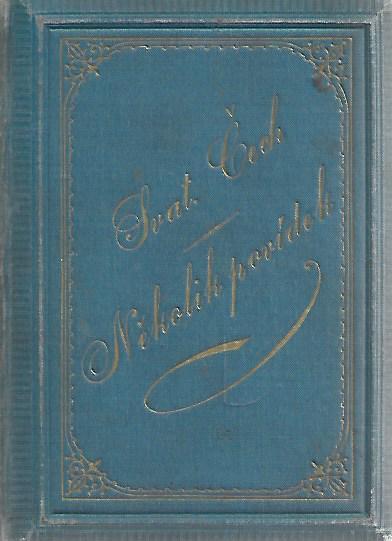 Svat. Čech
Několik povídek